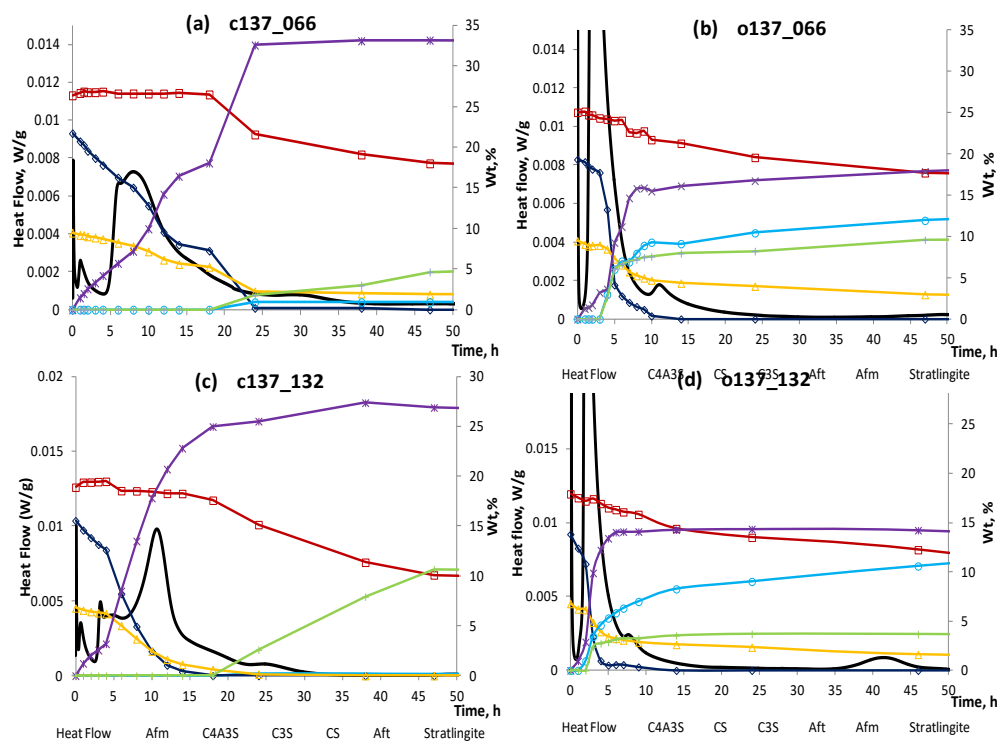 (a) c137_066
Heat Flow, W/g
0.014
0.012
0.01
0.008
0.006
0.004
0.002
0
35
30
25
20
15
10
5
0
Wt,%
0 5 10 15 20 25 30 35 40 45 50
Time, h
(b) o137_066
Heat Flow, W/g
0.014
0.012
0.01
0.008
0.006
0.004
0.002
0
35
30
25
20
15
10
5
0
Wt, %
0 5 10 15 20 25 30 35 40 45 50
Time, h
Heat Flow C4A3S CS C3S Aft Afm Stratlingite
(c) c137_132
Heat Flow (W/g)
0.02
0.015
0.01
0.005
0
30
25
20
15
10
5
0
Wt,%
0 5 10 15 20 25 30 35 40 45 50
Time, h
Heat Flow Afm C4A3S C3S CS Aft Stratlingite
(d) o137_132
Heat flow, W/g
0.015
0.01
0.005
0
25
20
15
10
5
0
Wt, %
0 5 10 15 20 25 30 35 40 45 50
Time, h
Heat Flow C4A3S CS C3S Aft Afm Stratlingite